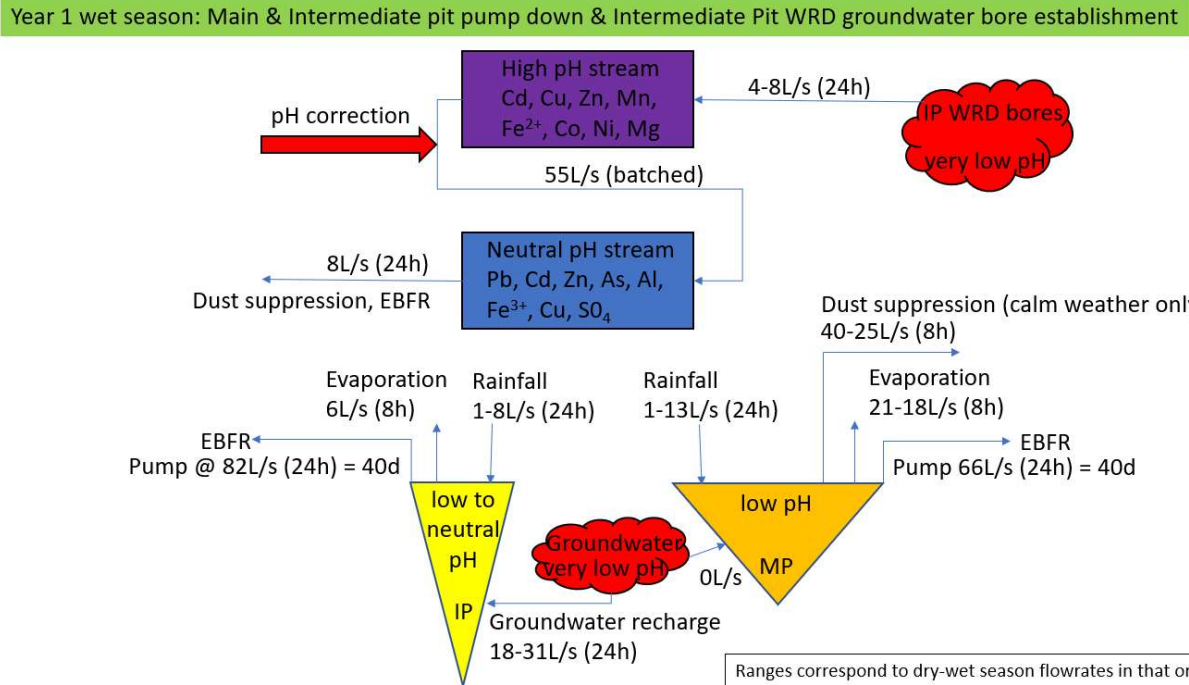 Year 1 wet season: Main & Intermediate pit pump down & Intermediate Pit WRD groundwater bore establishment
High pH stream
Cd, Cu, Zn, Mn,
Fe²⁺, Co, Ni, Mg
4-8L/s (24h)
IP WRD bores
very low pH
pH correction
55L/s (batched)
Neutral pH stream
Pb, Cd, Zn, As, Al,
Fe³⁺, Cu, S0₄
8L/s (24h)
Dust suppression, EBFR
Dust suppression (calm weather only
40-25L/s (8h)
Evaporation
6L/s (8h)
Rainfall
1-8L/s (24h)
Rainfall
1-13L/s (24h)
Evaporation
21-18L/s (8h)
EBFR
Pump @ 82L/s (24h) = 40d
EBFR
Pump 66L/s (24h) = 40d
low to
neutral
pH
IP
low pH
MP
Groundwater
very low pH
0L/s
Groundwater recharge
18-31L/s (24h)
Ranges correspond to dry-wet season flowrates in that